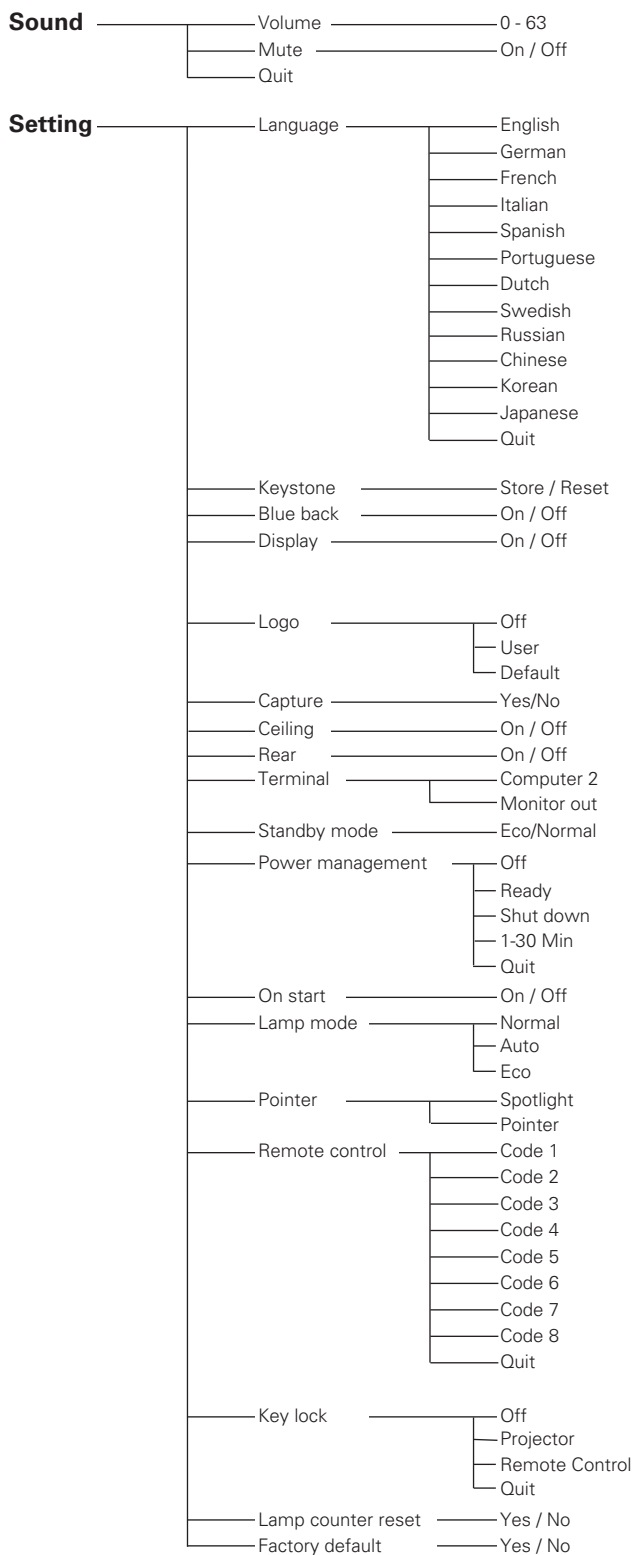 Sound Volume 0 - 63
Mute On / Off
Quit
Setting Language English
German
French
Italian
Spanish
Portuguese
Dutch
Swedish
Russian
Chinese
Korean
Japanese
Quit
Keystone Store / Reset
Blue back On / Off
Display On / Off
Logo Off
User
Default
Capture Yes/No
Ceiling On / Off
Rear On / Off
Terminal Computer 2
Monitor out
Standby mode Eco/Normal
Power management Off
Ready
Shut down
1-30 Min
Quit
On start On / Off
Lamp mode Normal
Auto
Eco
Pointer Spotlight
Pointer
Remote control Code 1
Code 2
Code 3
Code 4
Code 5
Code 6
Code 7
Code 8
Quit
Key lock Off
Projector
Remote Control
Quit
Lamp counter reset Yes / No
Factory default Yes / No